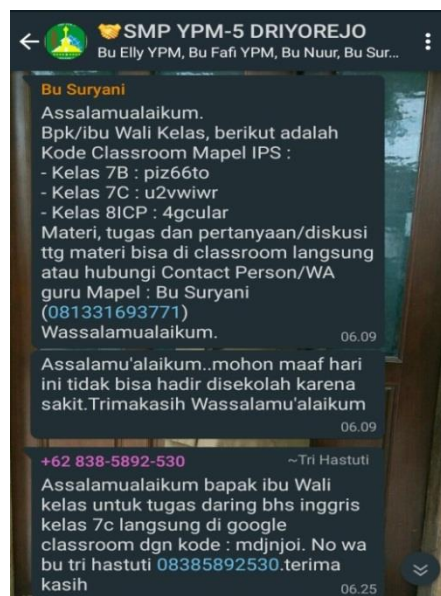 🤝SMP YPM-5 DRIYOREJO
Bu Elly YPM, Bu Fafi YPM, Bu Nuur, Bu Sur...
Bu Suryani
Assalamualaikum.
Bpk/ibu Wali Kelas, berikut adalah
Kode Classroom Mapel IPS :
- Kelas 7B : piz66to
- Kelas 7C : u2vwiwr
- Kelas 8ICP : 4gcular
Materi, tugas dan pertanyaan/diskusi
ttg materi bisa di classroom langsung
atau hubungi Contact Person/WA
guru Mapel : Bu Suryani
(081331693771)
Wassalamualaikum.
06.09
Assalamu'alaikum..mohon maaf hari
ini tidak bisa hadir disekolah karena
sakit.Trimakasih Wassalamu'alaikum
06.09
+62 838-5892-530 ~Tri Hastuti
Assalamualaikum bapak ibu Wali
kelas untuk tugas daring bhs inggris
kelas 7c langsung di google
classroom dgn kode : mdjnjoi. No wa
bu tri hastuti 08385892530.terima
kasih
06.25